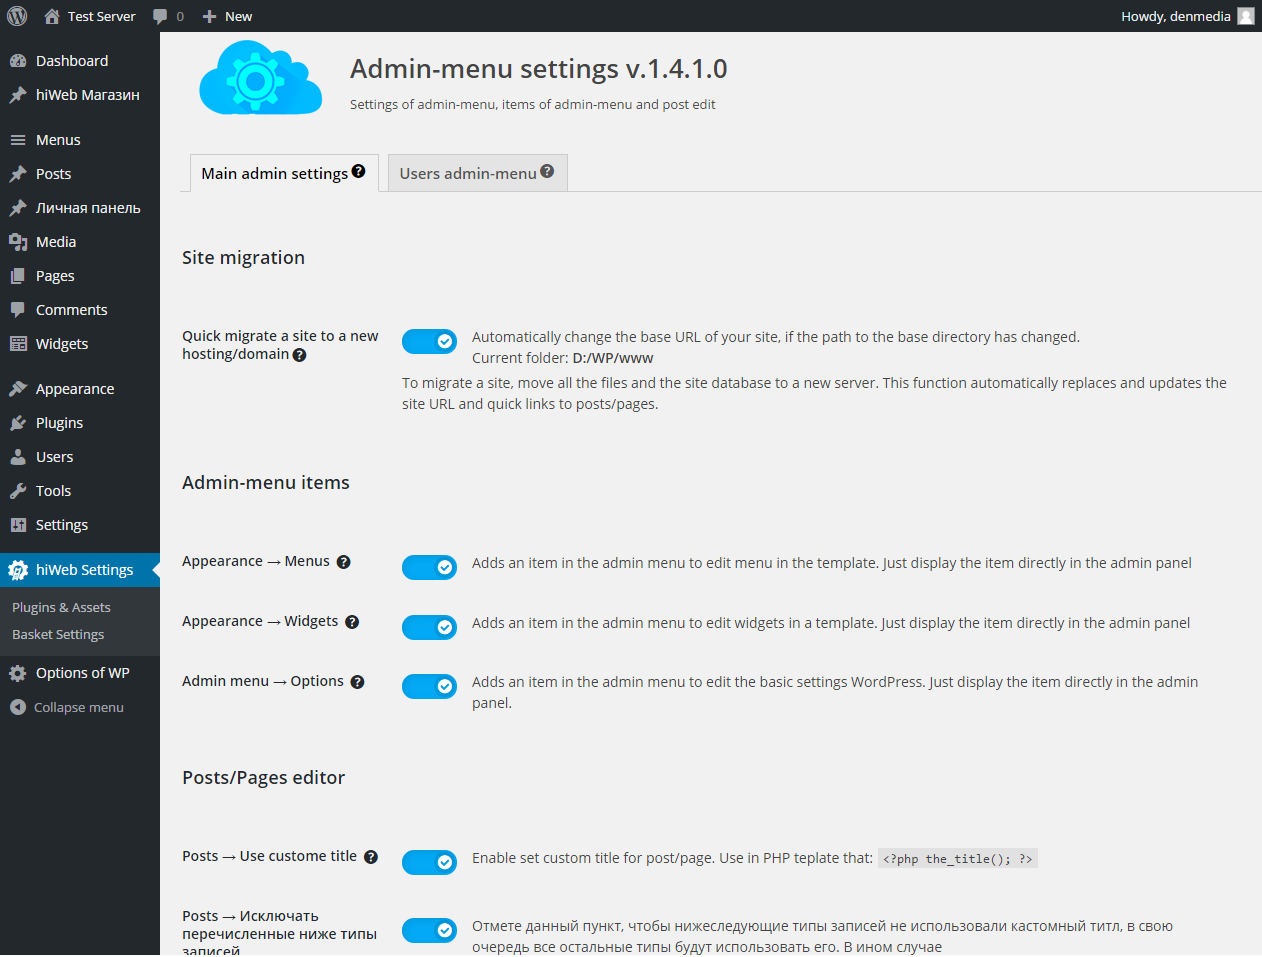 Test Server 0 New Howdy, denmedia
Dashboard
hiWeb Магазин
Menus
Posts
Личная панель
Media
Pages
Comments
Widgets
Appearance
Plugins
Users
Tools
Settings
hiWeb Settings
Plugins & Assets
Basket Settings
Options of WP
Collapse menu
Admin-menu settings v.1.4.1.0
Settings of admin-menu, items of admin-menu and post edit
Main admin settings Users admin-menu
Site migration
Quick migrate a site to a new
hosting/domain
Automatically change the base URL of your site, if the path to the base directory has changed.
Current folder: D:/WP/www
To migrate a site, move all the files and the site database to a new server. This function automatically replaces and updates the
site URL and quick links to posts/pages.
Admin-menu items
Appearance → Menus
Adds an item in the admin menu to edit menu in the template. Just display the item directly in the admin panel
Appearance → Widgets
Adds an item in the admin menu to edit widgets in a template. Just display the item directly in the admin panel
Admin menu → Options
Adds an item in the admin menu to edit the basic settings WordPress. Just display the item directly in the admin
panel.
Posts/Pages editor
Posts → Use custome title
Enable set custom title for post/page. Use in PHP teplate that: <?php the_title(); ?>
Posts → Исключать
перечисленные ниже типы
записей
Отмете данный пункт, чтобы нижеследующие типы записей не использовали кастомный титл, в свою
очередь все остальные типы будут использовать его. В ином случае